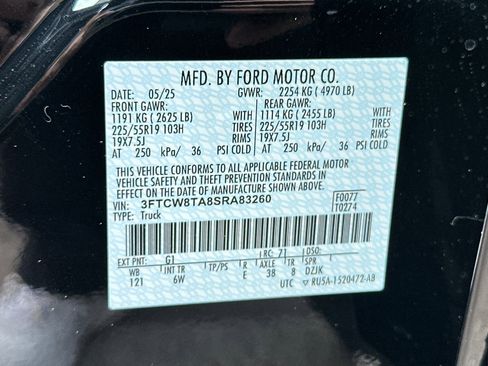 MFD. BY FORD MOTOR CO.
DATE: 05/25 GVWR: 2254 KG ( 4970 LB)
FRONT GAWR: REAR GAWR:
1191 KG ( 2625 LB) 1114 KG ( 2455 LB)
225/55R19 103H TIRES 225/55R19 103H
19X7.5J RIMS 19X7.5J
AT 250 kPa/ 36 PSI COLD AT 250 kPa/ 36 PSI COLD
THIS VEHICLE CONFORMS TO ALL APPLICABLE FEDERAL MOTOR
VEHICLE SAFETY, BUMPER, AND THEFT PREVENTION STANDARDS IN
EFFECT ON THE DATE OF MANUFACTURE SHOWN ABOVE.
VIN: 3FTCW8TA8SRA83260 F0077
TYPE: Truck T0274
EXT PNT: G1 RC: 71 DSO:
WB INT TR TP/PS R AXLE TR S
121 6W E 38 8 DZJK
UTC ▽ RU5A-1520472-AB